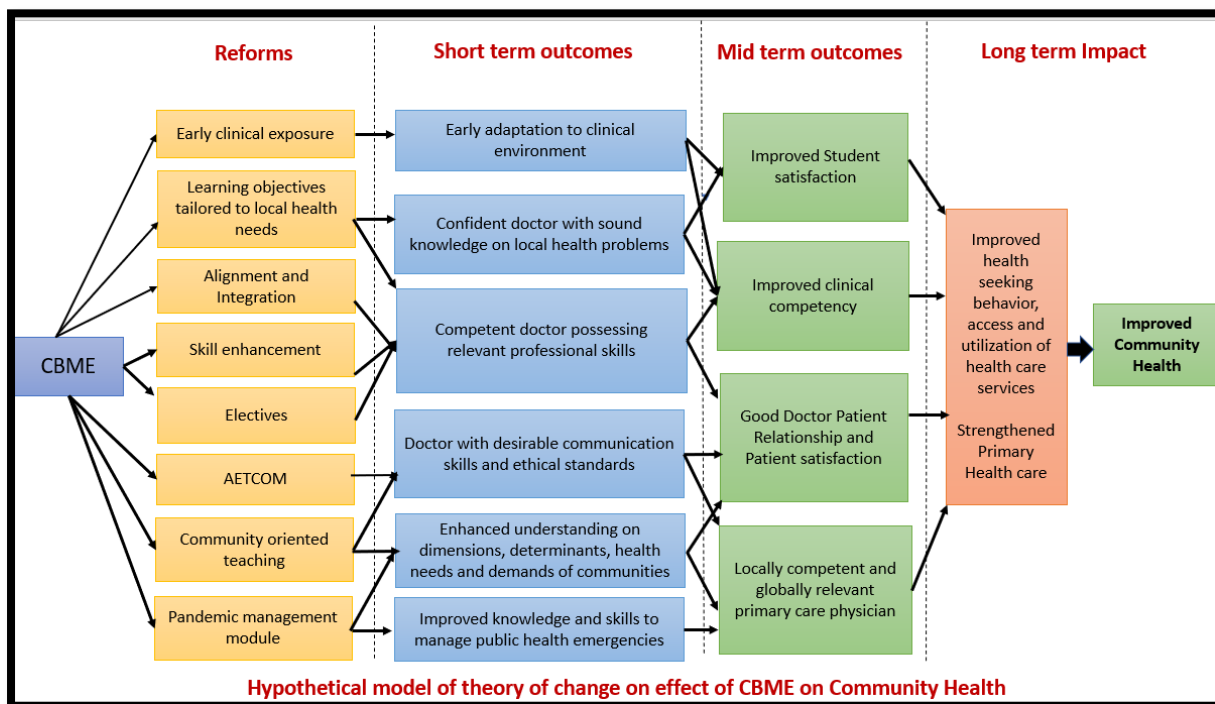 Reforms
Short term outcomes
Mid term outcomes
Long term Impact
CBME
Early clinical exposure
Learning objectives
tailored to local health
needs
Alignment and
Integration
Skill enhancement
Electives
AETCOM
Community oriented
teaching
Pandemic management
module
Early adaptation to clinical
environment
Confident doctor with sound
knowledge on local health problems
Competent doctor possessing
relevant professional skills
Doctor with desirable communication
skills and ethical standards
Enhanced understanding on
dimensions, determinants, health
needs and demands of communities
Improved knowledge and skills to
manage public health emergencies
Improved Student
satisfaction
Improved clinical
competency
Good Doctor Patient
Relationship and
Patient satisfaction
Locally competent and
globally relevant
primary care physician
Improved
health
seeking
behavior,
access and
utilization of
health care
services
Strengthened
Primary
Health care
Improved
Community
Health
Hypothetical model of theory of change on effect of CBME on Community Health